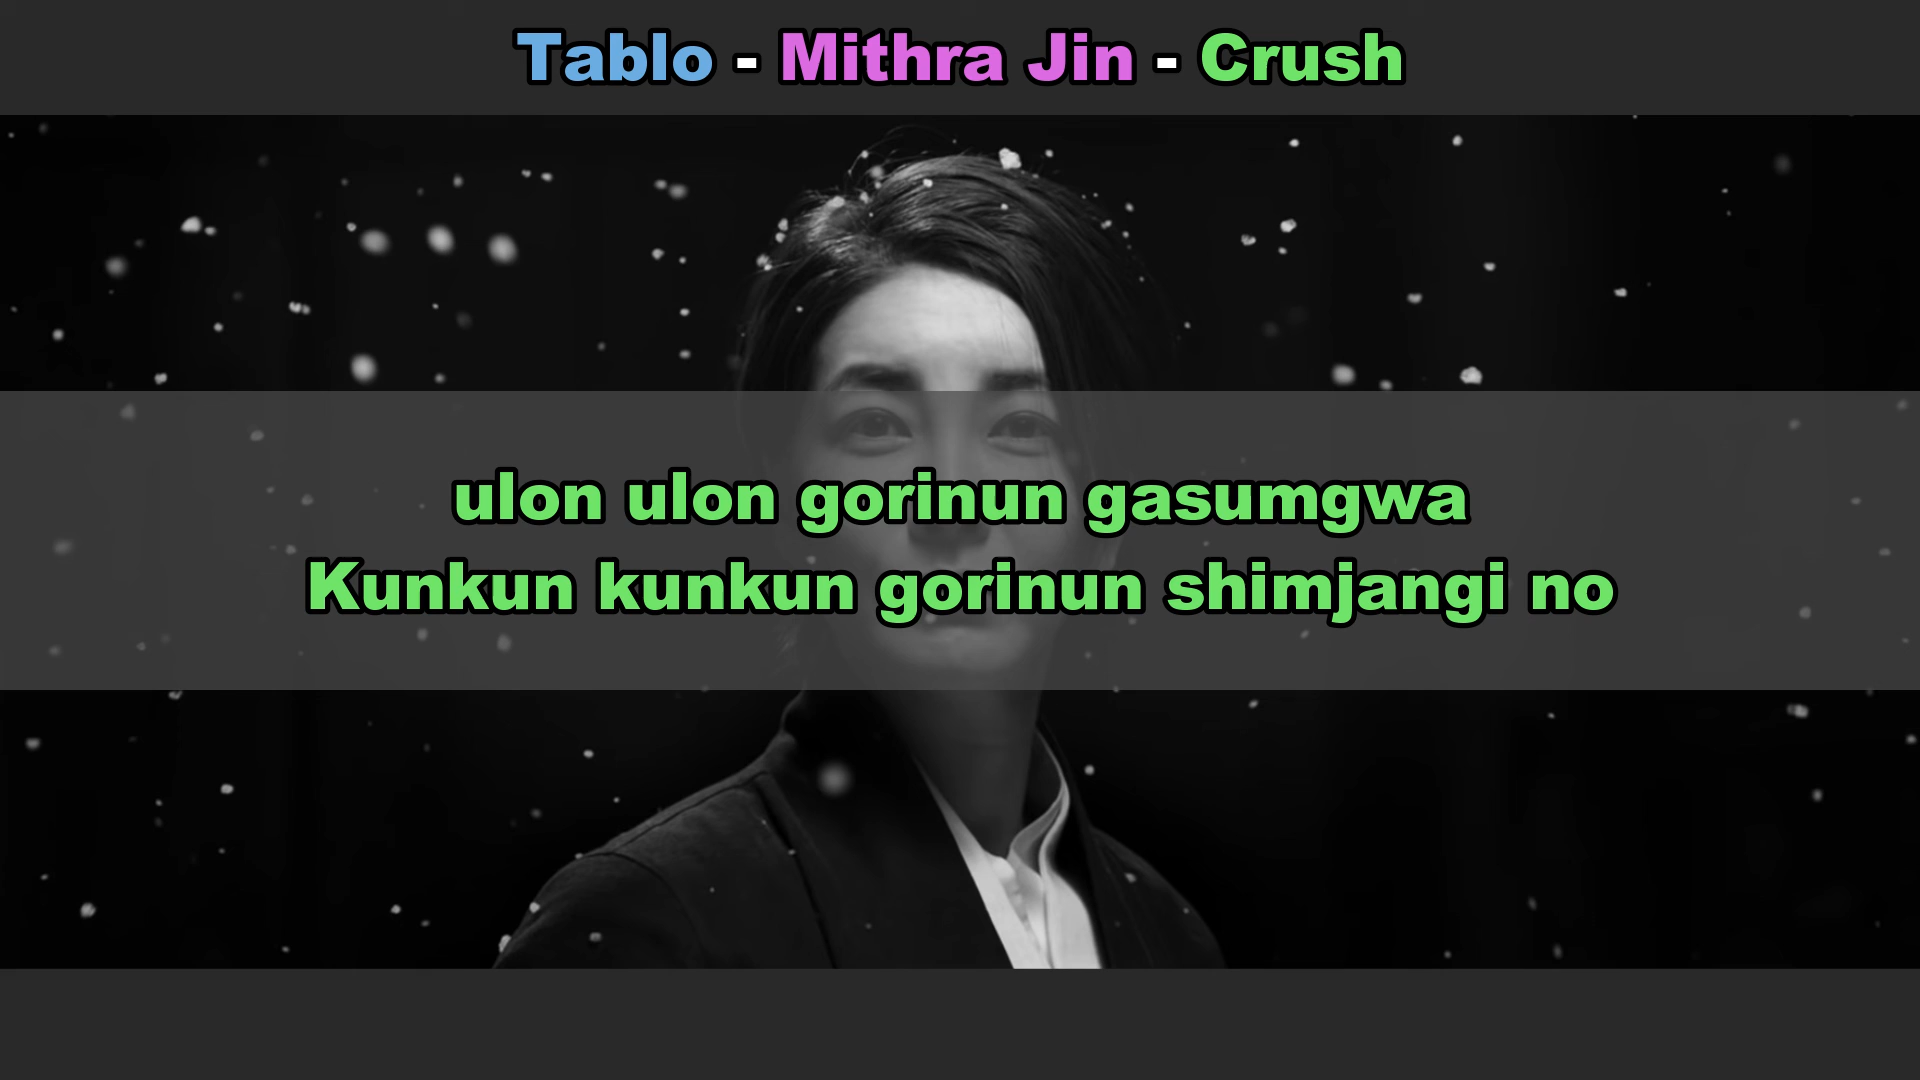 Tablo - Mithra Jin - Crush
ulon ulon gorinun gasumgwa
Kunkun kunkun gorinun shimjangi no